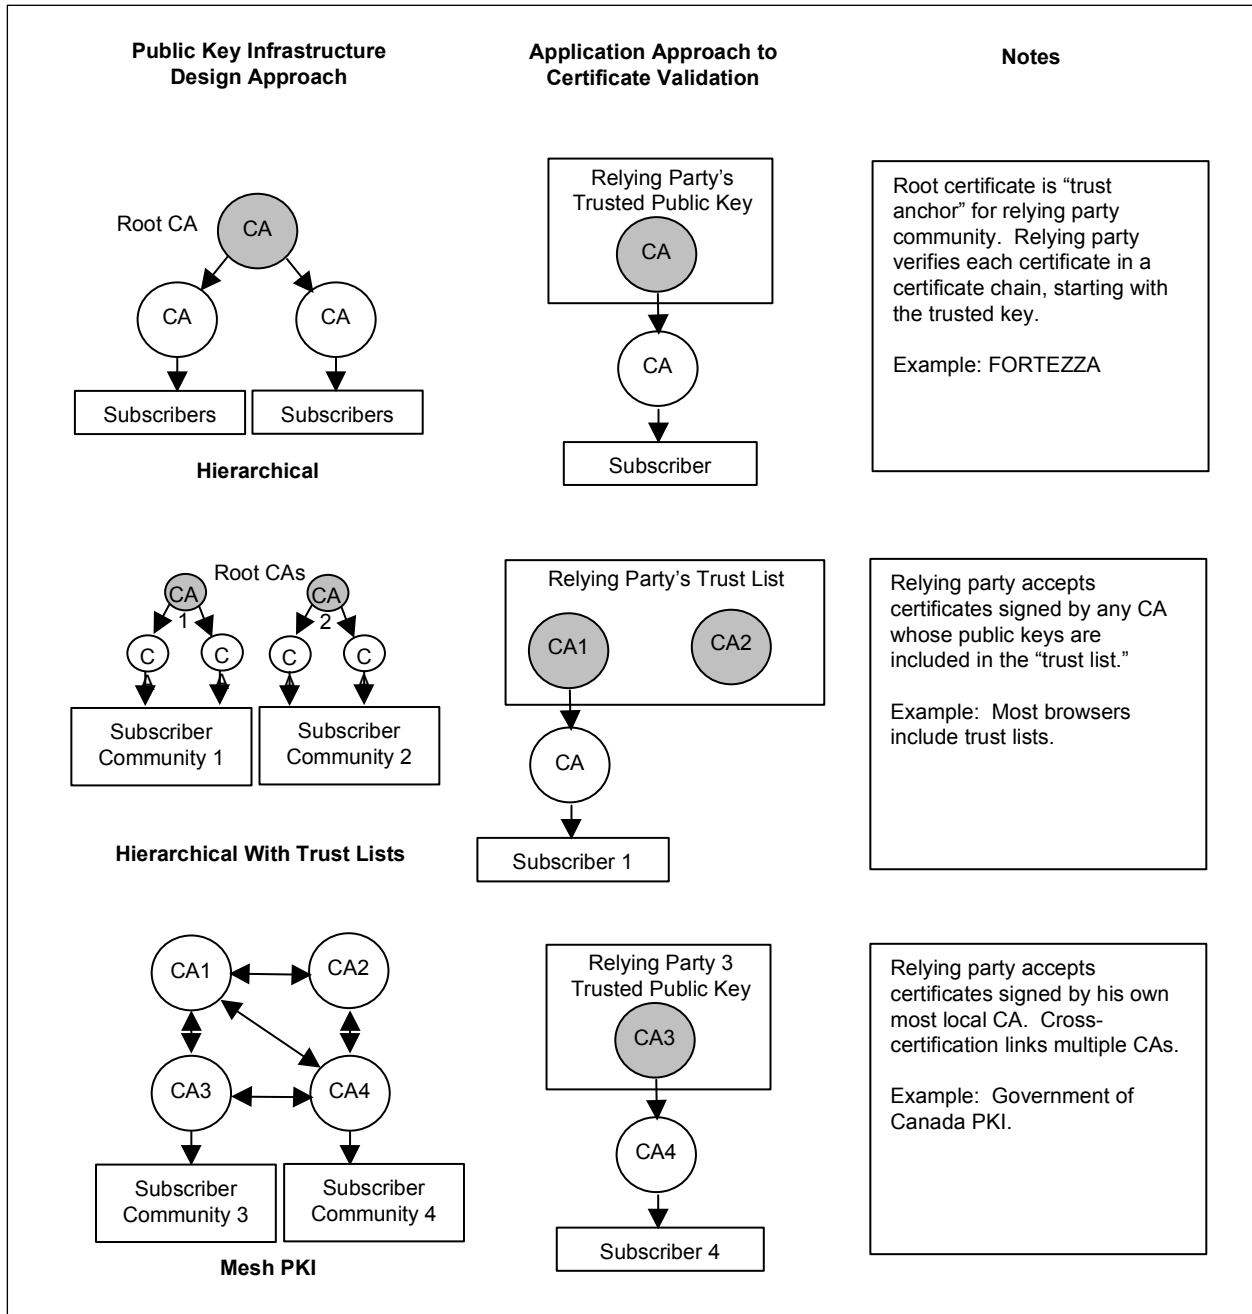 Public Key Infrastructure
Design Approach
Application Approach to
Certificate Validation
Notes
Root CA
CA
CA
CA
Subscribers
Subscribers
Hierarchical
Relying Party's
Trusted Public Key
CA
CA
Subscriber
Root certificate is “trust
anchor” for relying party
community.  Relying party
verifies each certificate in a
certificate chain, starting with
the trusted key.
Example: FORTEZZA
Root CAs
CA
1
CA
2
C
C
C
C
Subscriber
Community 1
Subscriber
Community 2
Hierarchical With Trust Lists
Relying Party's Trust List
CA1
CA2
CA
Subscriber 1
Relying party accepts
certificates signed by any CA
whose public keys are
included in the “trust list.”
Example:  Most browsers
include trust lists.
CA1
CA2
CA3
CA4
Subscriber
Community 3
Subscriber
Community 4
Mesh PKI
Relying Party 3
Trusted Public Key
CA3
CA4
Subscriber 4
Relying party accepts
certificates signed by his own
most local CA.  Cross-
certification links multiple CAs.
Example:  Government of
Canada PKI.